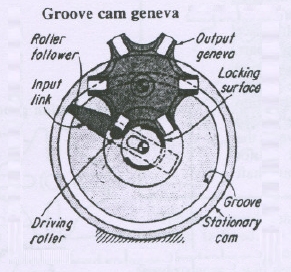 Groove cam geneva
Roller
follower
Input
link
Output
geneva
Locking
surface
Driving
roller
Groove
Stationary
cam